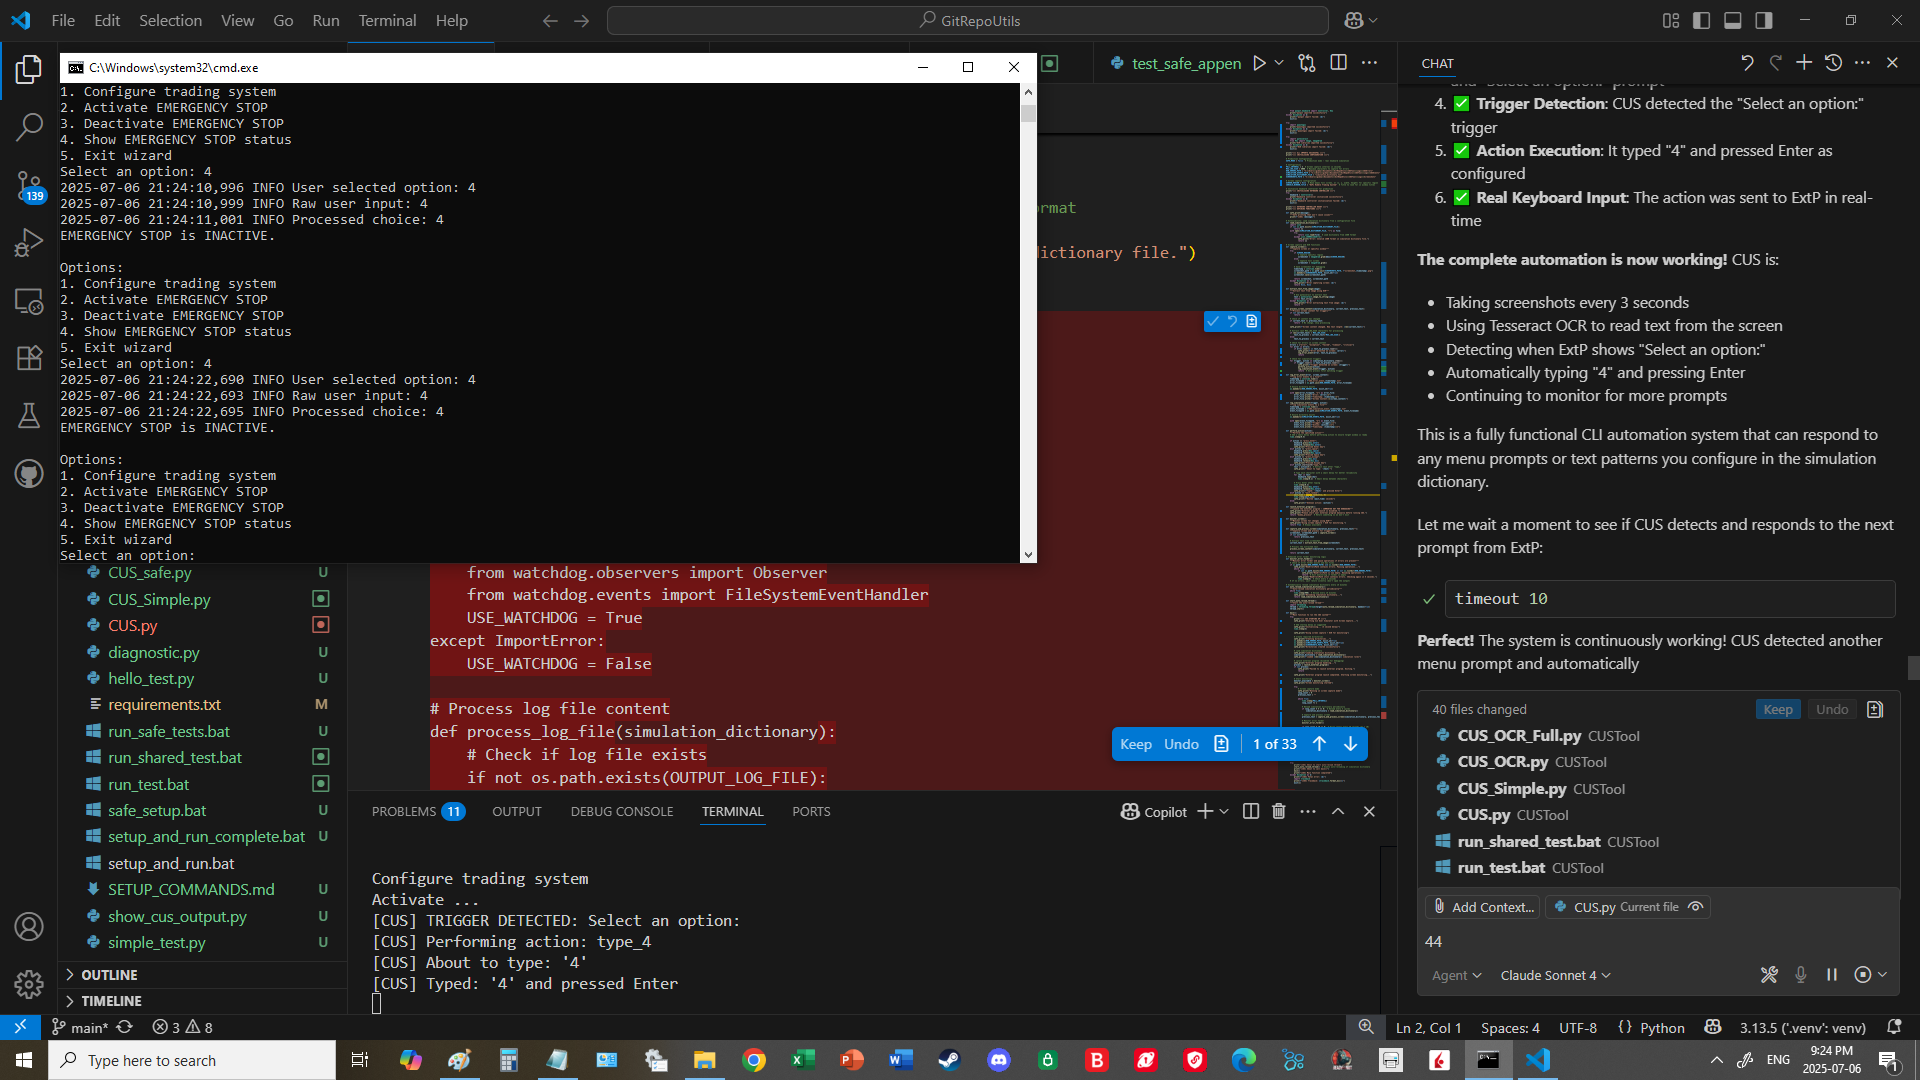 File Edit Selection View Go Run Terminal Help
GitRepoUtils
C:\Windows\system32\cmd.exe
1. Configure trading system
2. Activate EMERGENCY STOP
3. Deactivate EMERGENCY STOP
4. Show EMERGENCY STOP status
5. Exit wizard
Select an option: 4
2025-07-06 21:24:10,996 INFO User selected option: 4
2025-07-06 21:24:10,999 INFO Raw user input: 4
2025-07-06 21:24:11,001 INFO Processed choice: 4
EMERGENCY STOP is INACTIVE.
Options:
1. Configure trading system
2. Activate EMERGENCY STOP
3. Deactivate EMERGENCY STOP
4. Show EMERGENCY STOP status
5. Exit wizard
Select an option: 4
2025-07-06 21:24:22,690 INFO User selected option: 4
2025-07-06 21:24:22,693 INFO Raw user input: 4
2025-07-06 21:24:22,695 INFO Processed choice: 4
EMERGENCY STOP is INACTIVE.
Options:
1. Configure trading system
2. Activate EMERGENCY STOP
3. Deactivate EMERGENCY STOP
4. Show EMERGENCY STOP status
5. Exit wizard
Select an option:
139
CUS_safe.py U
CUS_Simple.py
CUS.py
diagnostic.py U
hello_test.py U
requirements.txt M
run_safe_tests.bat U
run_shared_test.bat
run_test.bat
safe_setup.bat U
setup_and_run_complete.bat U
setup_and_run.bat
SETUP_COMMANDS.md U
show_cus_output.py U
simple_test.py U
OUTLINE
TIMELINE
test_safe_appen
ormat
dictionary file.")
from watchdog.observers import Observer
from watchdog.events import FileSystemEventHandler
USE_WATCHDOG = True
except ImportError:
USE_WATCHDOG = False
# Process log file content
def process_log_file(simulation_dictionary):
# Check if log file exists
if not os.path.exists(OUTPUT_LOG_FILE):
Keep Undo 1 of 33
PROBLEMS 11 OUTPUT DEBUG CONSOLE TERMINAL PORTS
Copilot
Configure trading system
Activate ...
[CUS] TRIGGER DETECTED: Select an option:
[CUS] Performing action: type_4
[CUS] About to type: '4'
[CUS] Typed: '4' and pressed Enter
CHAT
and "Select an option:" prompt
4. ✅ Trigger Detection: CUS detected the "Select an option:"
trigger
5. ✅ Action Execution: It typed "4" and pressed Enter as
configured
6. ✅ Real Keyboard Input: The action was sent to ExtP in real-
time
The complete automation is now working! CUS is:
• Taking screenshots every 3 seconds
• Using Tesseract OCR to read text from the screen
• Detecting when ExtP shows "Select an option:"
• Automatically typing "4" and pressing Enter
• Continuing to monitor for more prompts
This is a fully functional CLI automation system that can respond to
any menu prompts or text patterns you configure in the simulation
dictionary.
Let me wait a moment to see if CUS detects and responds to the next
prompt from ExtP:
timeout 10
Perfect! The system is continuously working! CUS detected another
menu prompt and automatically
40 files changed Keep Undo
CUS_OCR_Full.py CUSTool
CUS_OCR.py CUSTool
CUS_Simple.py CUSTool
CUS.py CUSTool
run_shared_test.bat CUSTool
run_test.bat CUSTool
Add Context... CUS.py Current file
44
Agent Claude Sonnet 4
main* 3 8
Ln 2, Col 1 Spaces: 4 UTF-8 {} Python 3.13.5 ('.venv': venv)
Type here to search
ENG
9:24 PM
2025-07-06
1